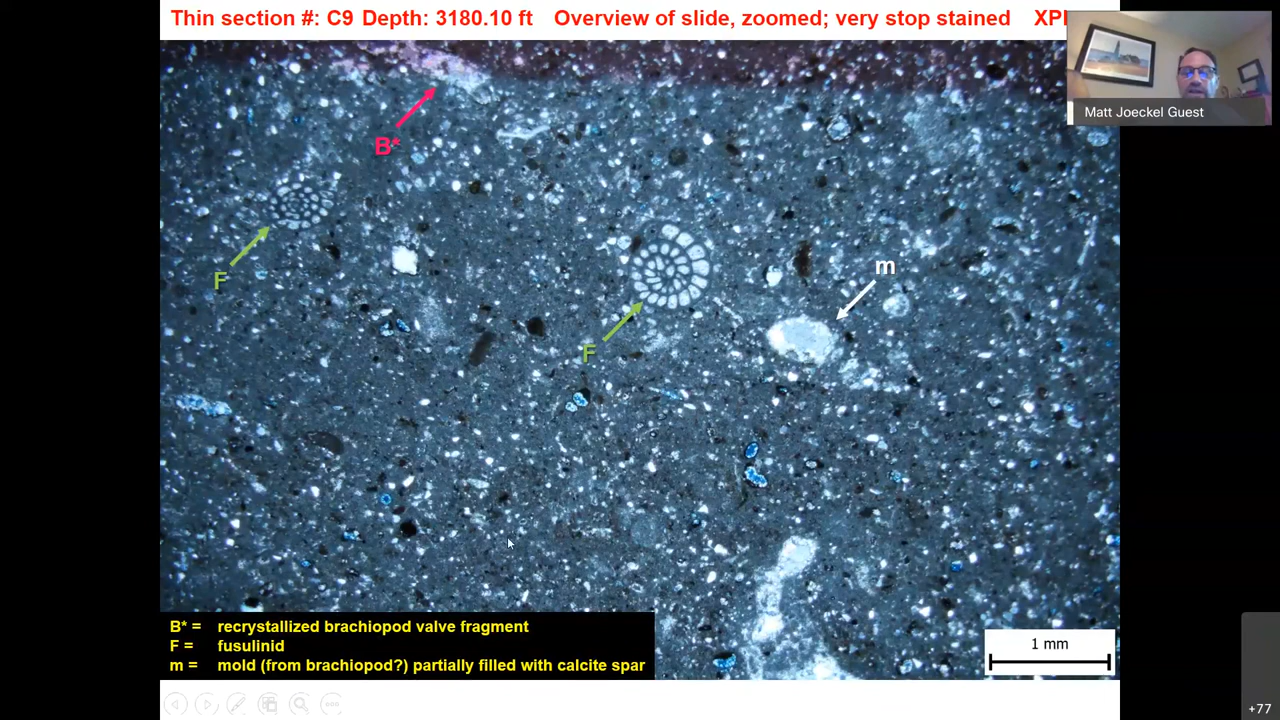 Thin section #: C9 Depth: 3180.10 ft Overview of slide, zoomed; very stop stained
Matt Joeckel Guest
B*
F
m
F
B* = recrystallized brachiopod valve fragment
F = fusulinid
m = mold (from brachiopod?) partially filled with calcite spar
1 mm
+77